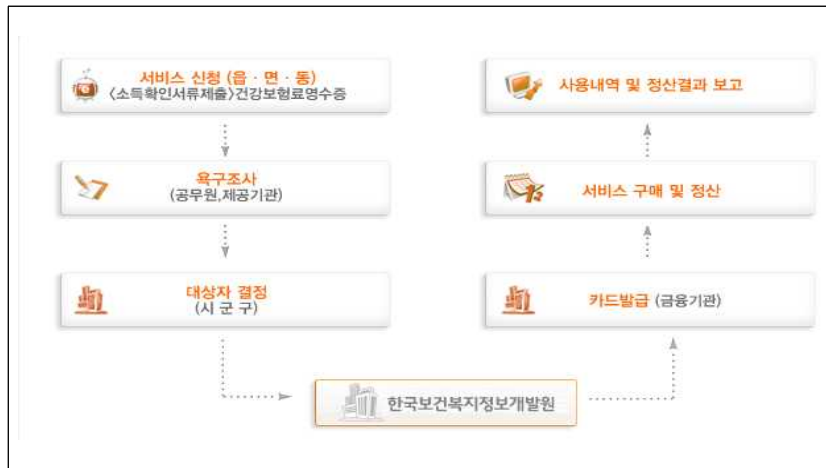 서비스 신청 (읍 · 면 · 동)
<소득확인서류제출>건강보험료영수증
욕구조사
(공무원,제공기관)
대상자 결정
(시 군 구)
한국보건복지정보개발원
카드발급 (금융기관)
서비스 구매 및 정산
사용내역 및 정산결과 보고